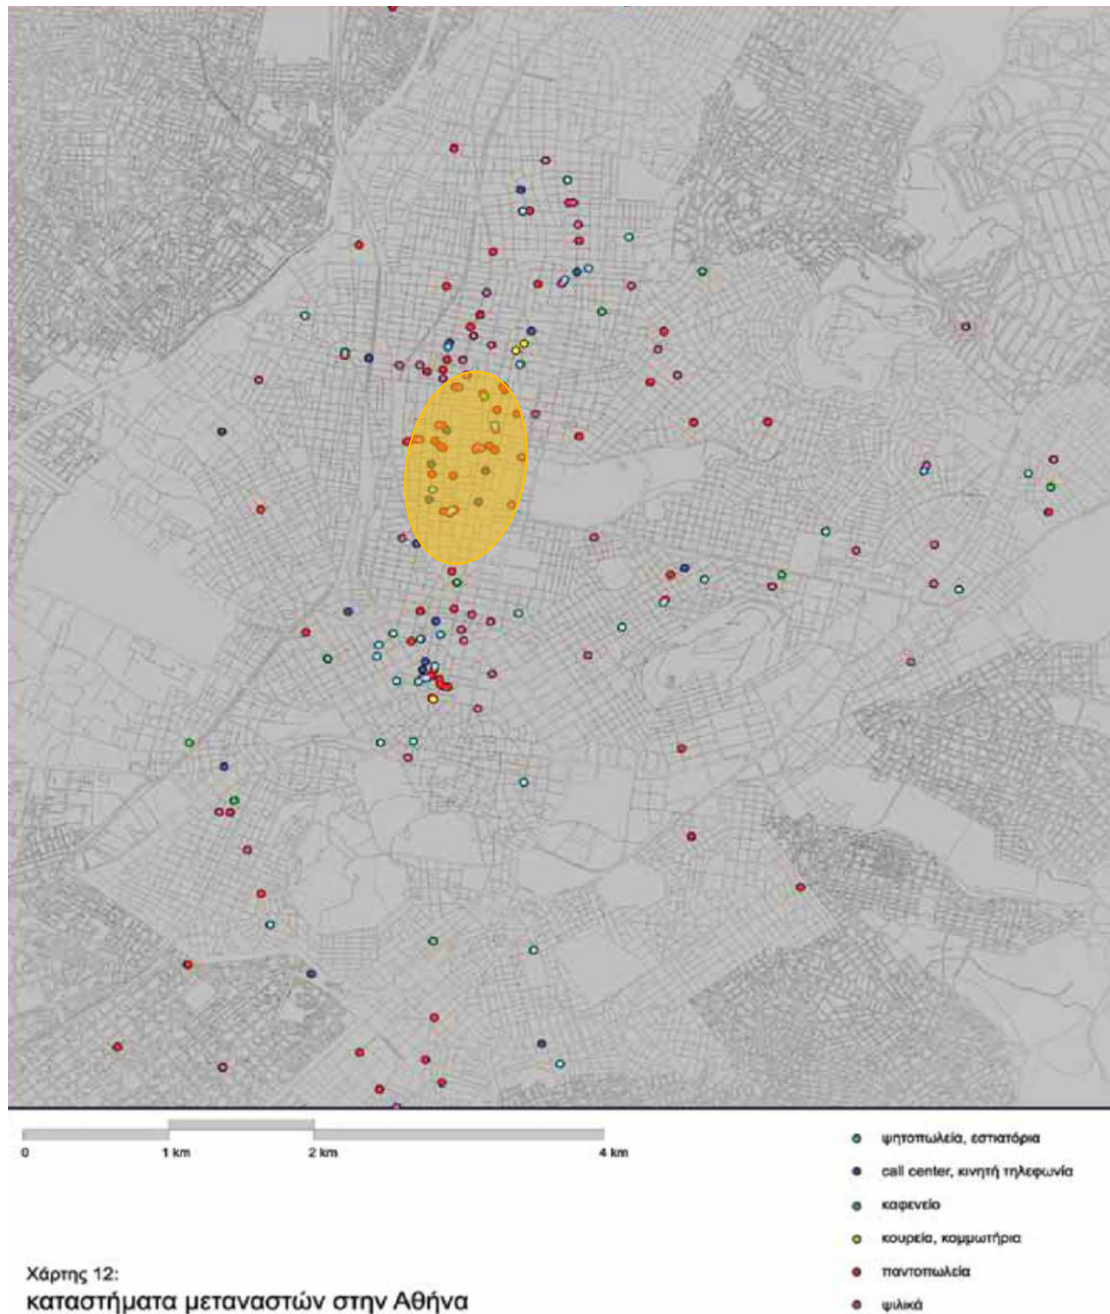 0 1 km 2 km 4 km
ψητοπωλεία, εστιατόρια
call center, κινητή τηλεφωνία
καφενείο
κουρεία, κομμωτήρια
παντοπωλεία
ψιλικά
Χάρτης 12:
καταστήματα μεταναστών στην Αθήνα